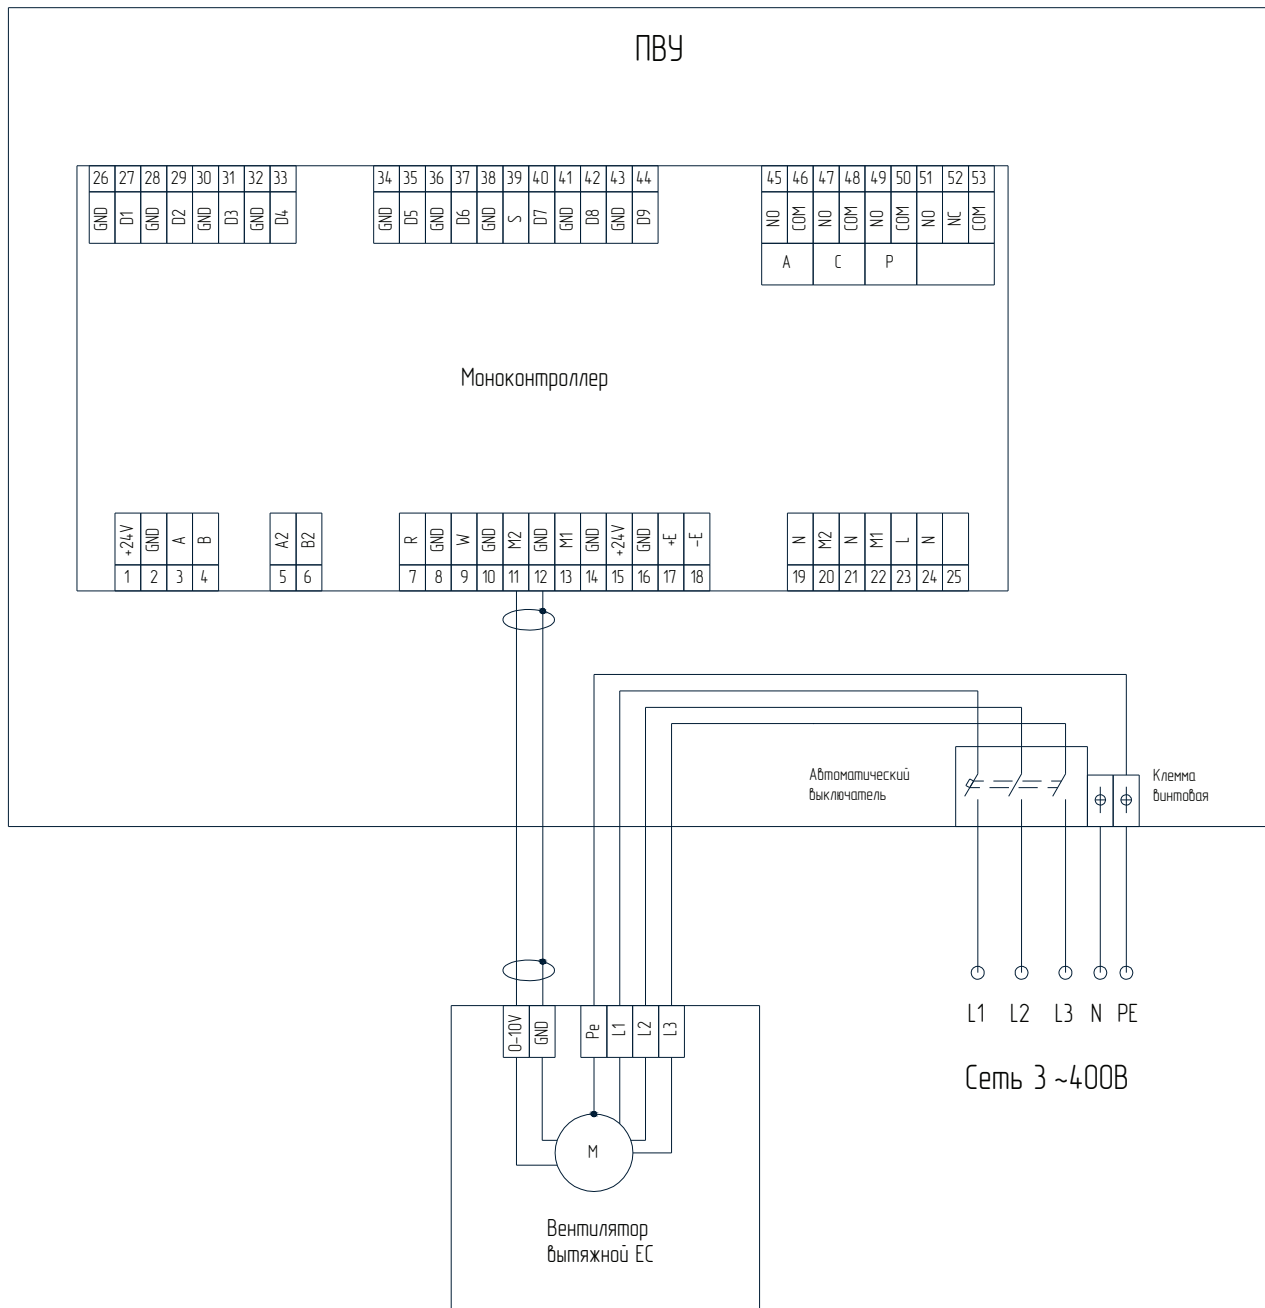 ПВУ
26 27 28 29 30 31 32 33 34 35 36 37 38 39 40 41 42 43 44 45 46 47 48 49 50 51 52 53
GND D1 GND D2 GND D3 GND D4 GND D5 GND D6 GND S D7 GND D8 GND D9 NO COM NO COM NO COM NO NC COM
A C P
Моноконтроллер
+24V GND A B A2 B2 R GND W GND M2 GND M1 GND +24V GND +E -E N M2 N M1 L N
1 2 3 4 5 6 7 8 9 10 11 12 13 14 15 16 17 18 19 20 21 22 23 24 25
Автоматический
выключатель
Клемма
винтовая
0-10V GND Pe L1 L2 L3
L1 L2 L3 N PE
Сеть 3 ~400В
M
Вентилятор
вытяжной EC